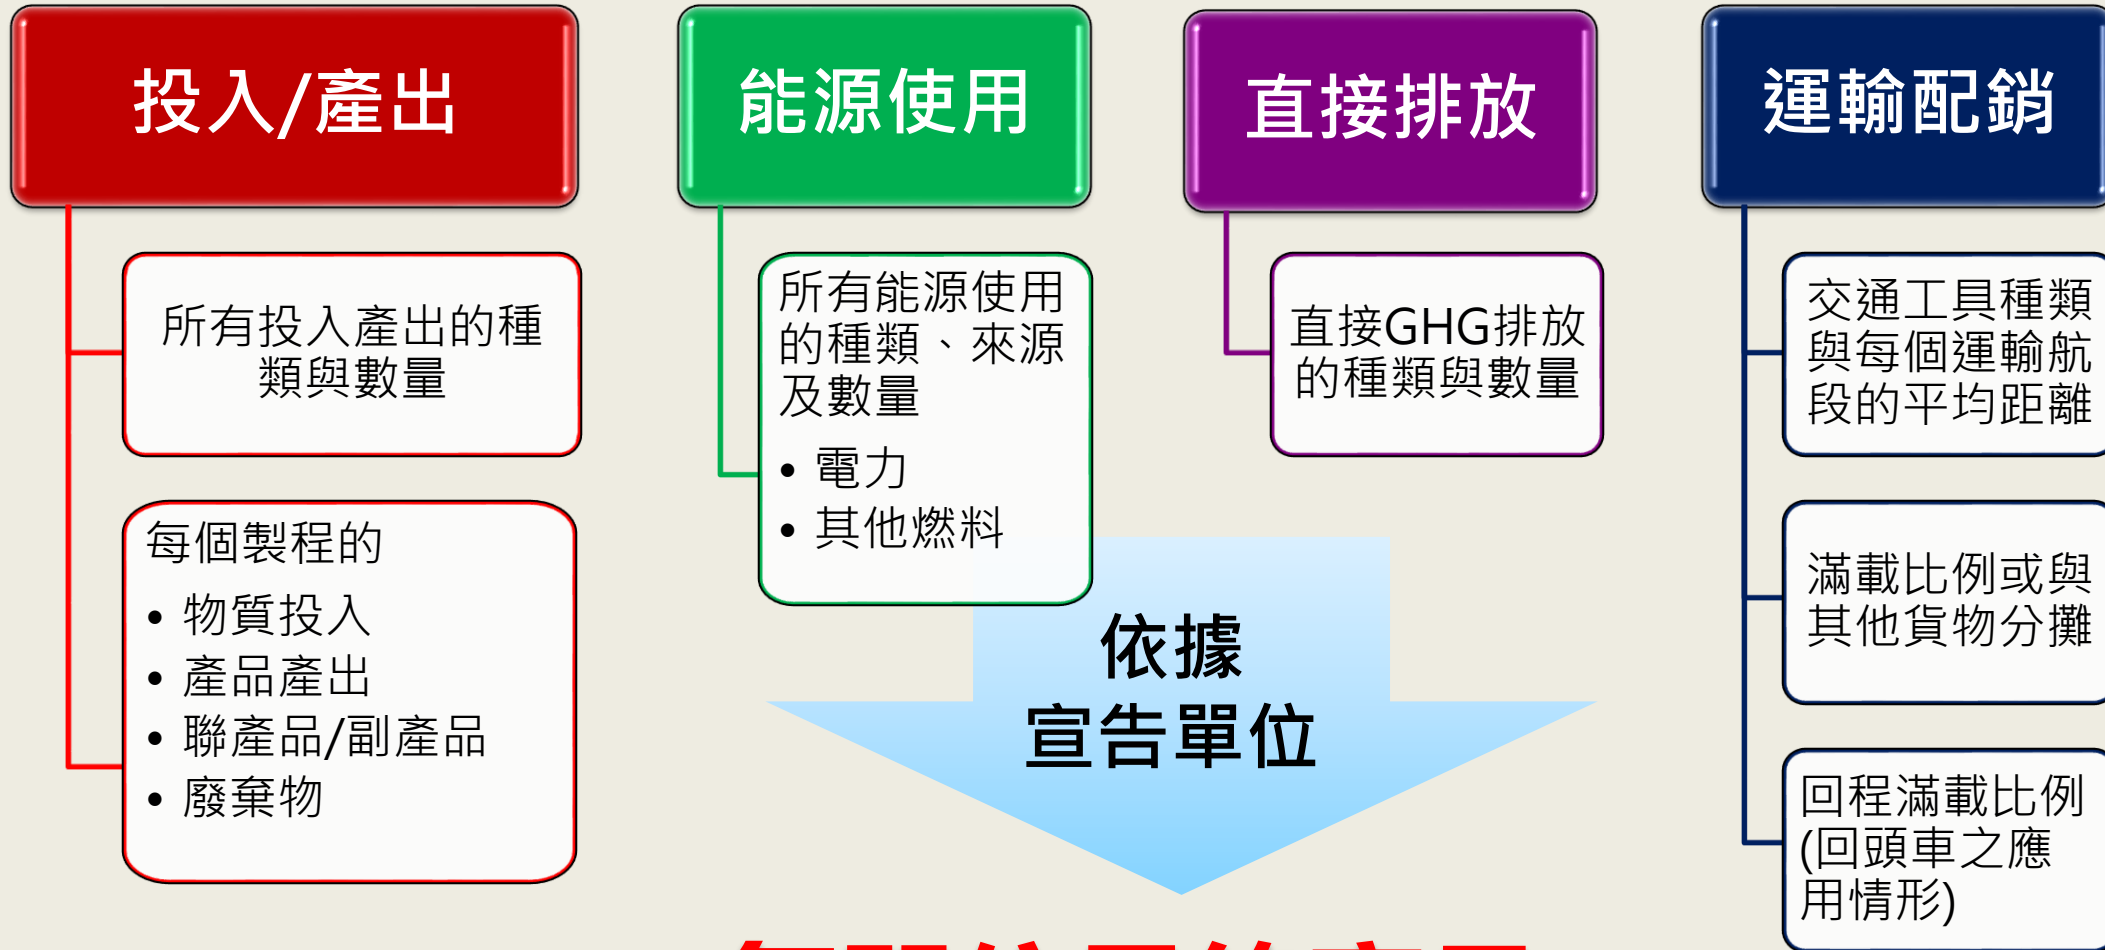 投入/產出
所有投入產出的種
類與數量
每個製程的
• 物質投入
• 產品產出
• 聯產品/副產品
• 廢棄物
能源使用
所有能源使用
的種類、來源
及數量
• 電力
• 其他燃料
直接排放
直接GHG排放
的種類與數量
運輸配銷
交通工具種類
與每個運輸航
段的平均距離
滿載比例或與
其他貨物分攤
回程滿載比例
(回頭車之應
用情形)
依據
宣告單位